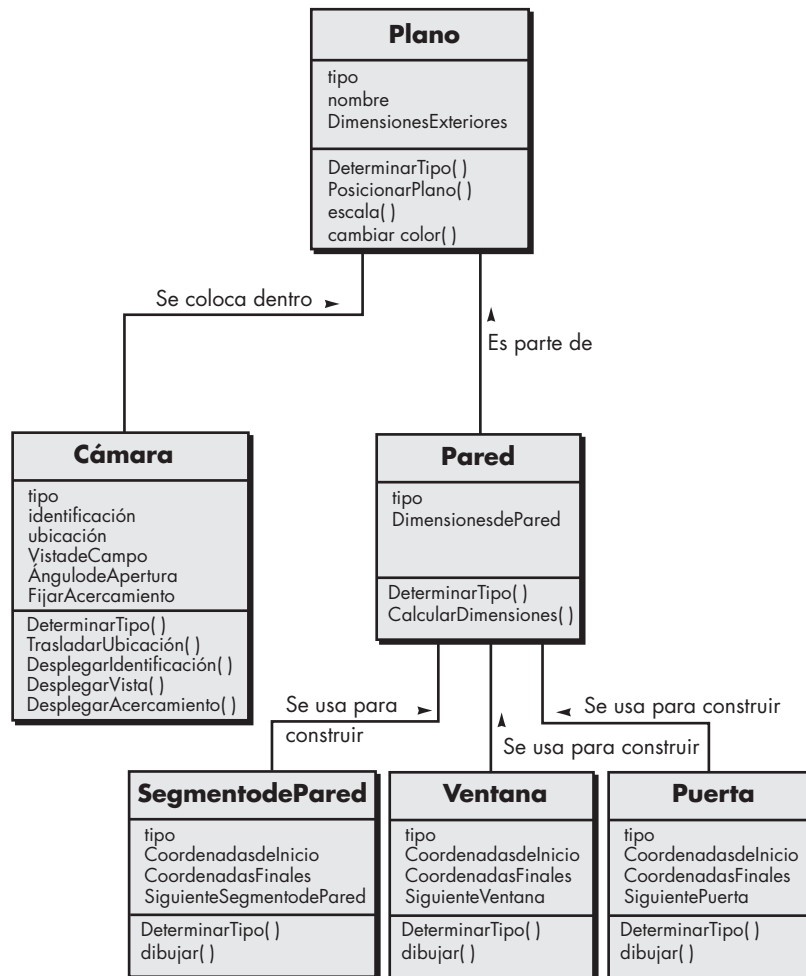 Plano
tipo
nombre
DimensionesExteriores
DeterminarTipo( )
PosicionarPlano( )
escala( )
cambiar color( )
Se coloca dentro
Es parte de
Cámara
tipo
identificación
ubicación
VistadeCampo
ÁngulodeApertura
FijarAcercamiento
DeterminarTipo( )
TrasladarUbicación( )
DesplegarIdentificación( )
DesplegarVista( )
DesplegarAcercamiento( )
Pared
tipo
DimensionesdePared
DeterminarTipo( )
CalcularDimensiones( )
Se usa para
construir
Se usa para construir
Se usa para construir
SegmentodePared
tipo
CoordenadasdeInicio
CoordenadasFinales
SiguienteSegmentodePared
DeterminarTipo( )
dibujar( )
Ventana
tipo
CoordenadasdeInicio
CoordenadasFinales
SiguienteVentana
DeterminarTipo( )
dibujar( )
Puerta
tipo
CoordenadasdeInicio
CoordenadasFinales
SiguientePuerta
DeterminarTipo( )
dibujar( )